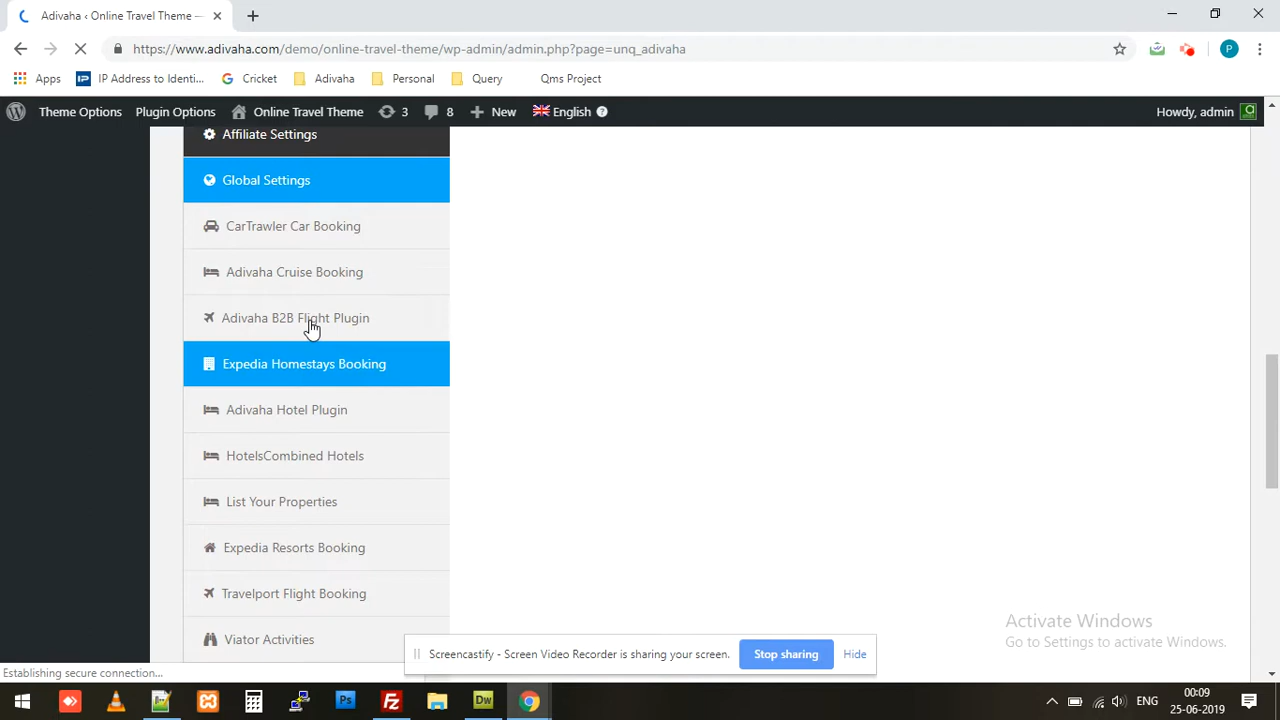 Adivaha ‹ Online Travel Theme —
https://www.adivaha.com/demo/online-travel-theme/wp-admin/admin.php?page=unq_adivaha
P
Apps IP Address to Identi... Cricket Adivaha Personal Query Qms Project
Theme Options Plugin Options Online Travel Theme 3 8 New English Howdy, admin
Affiliate Settings
Global Settings
CarTrawler Car Booking
Adivaha Cruise Booking
Adivaha B2B Flight Plugin
Expedia Homestays Booking
Adivaha Hotel Plugin
HotelsCombined Hotels
List Your Properties
Expedia Resorts Booking
Travelport Flight Booking
Viator Activities
Activate Windows
Go to Settings to activate Windows.
Screencastify - Screen Video Recorder is sharing your screen. Stop sharing Hide
Establishing secure connection...
ENG
00:09
25-06-2019